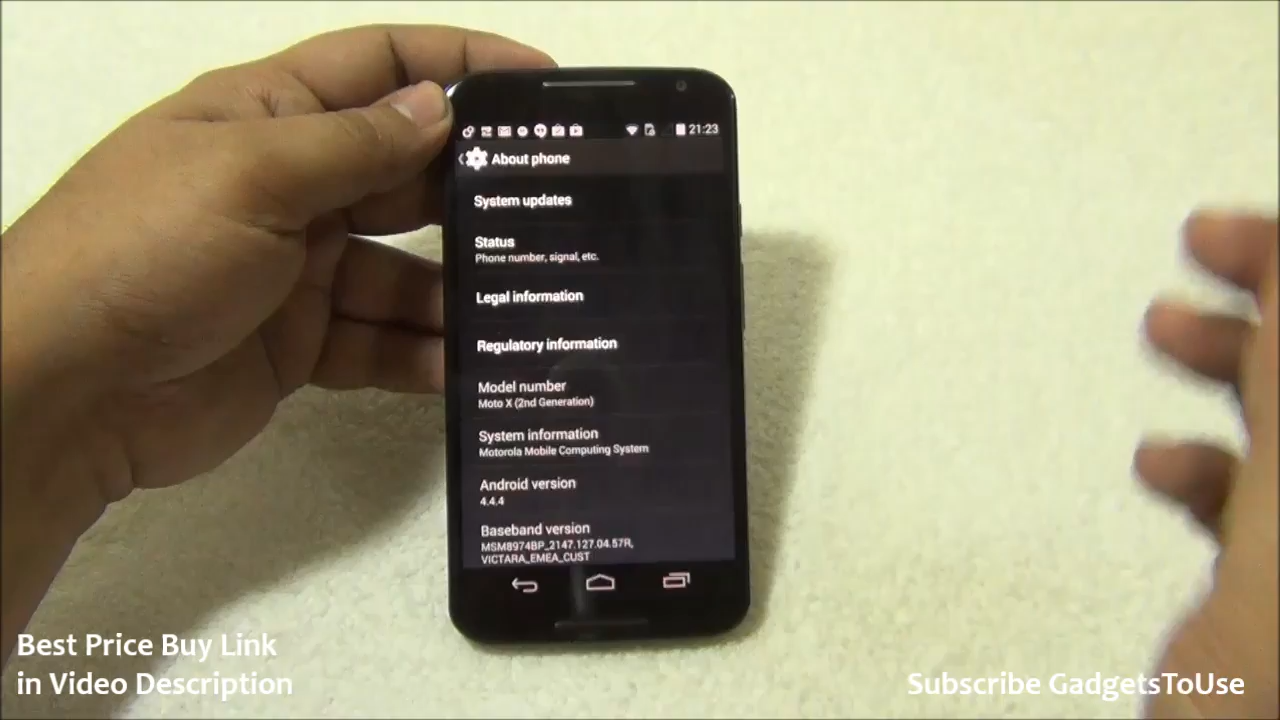 21:23
About phone
System updates
Status
Phone number, signal, etc.
Legal information
Regulatory information
Model number
Moto X (2nd Generation)
System information
Motorola Mobile Computing System
Android version
4.4.4
Baseband version
MSM8974BP_2147.127.04.57R,
VICTARA_EMEA_CUST
Best Price Buy Link
in Video Description
Subscribe GadgetsToUse